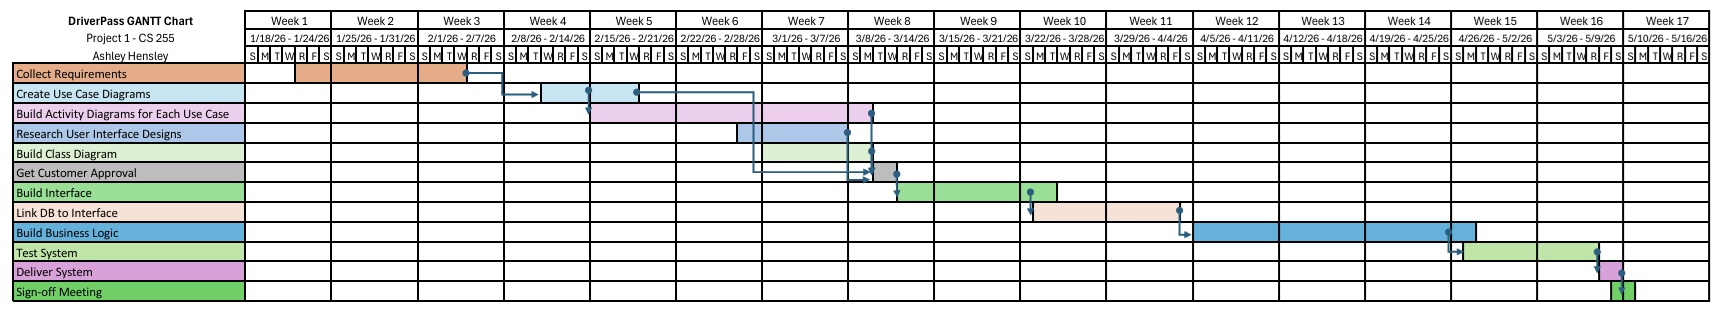 DriverPass GANTT Chart Week 1 Week 2 Week 3 Week 4 Week 5 Week 6 Week 7 Week 8 Week 9 Week 10 Week 11 Week 12 Week 13 Week 14 Week 15 Week 16 Week 17
Project 1 - CS 255 1/18/26 - 1/24/26 1/25/26 - 1/31/26 2/1/26 - 2/7/26 2/8/26 - 2/14/26 2/15/26 - 2/21/26 2/22/26 - 2/28/26 3/1/26 - 3/7/26 3/8/26 - 3/14/26 3/15/26 - 3/21/26 3/22/26 - 3/28/26 3/29/26 - 4/4/26 4/5/26 - 4/11/26 4/12/26 - 4/18/26 4/19/26 - 4/25/26 4/26/26 - 5/2/26 5/3/26 - 5/9/26 5/10/26 - 5/16/26
Ashley Hensley S M T W R F S S M T W R F S S M T W R F S S M T W R F S S M T W R F S S M T W R F S S M T W R F S S M T W R F S S M T W R F S S M T W R F S S M T W R F S S M T W R F S S M T W R F S S M T W R F S S M T W R F S S M T W R F S S M T W R F S
Collect Requirements
Create Use Case Diagrams
Build Activity Diagrams for Each Use Case
Research User Interface Designs
Build Class Diagram
Get Customer Approval
Build Interface
Link DB to Interface
Build Business Logic
Test System
Deliver System
Sign-off Meeting